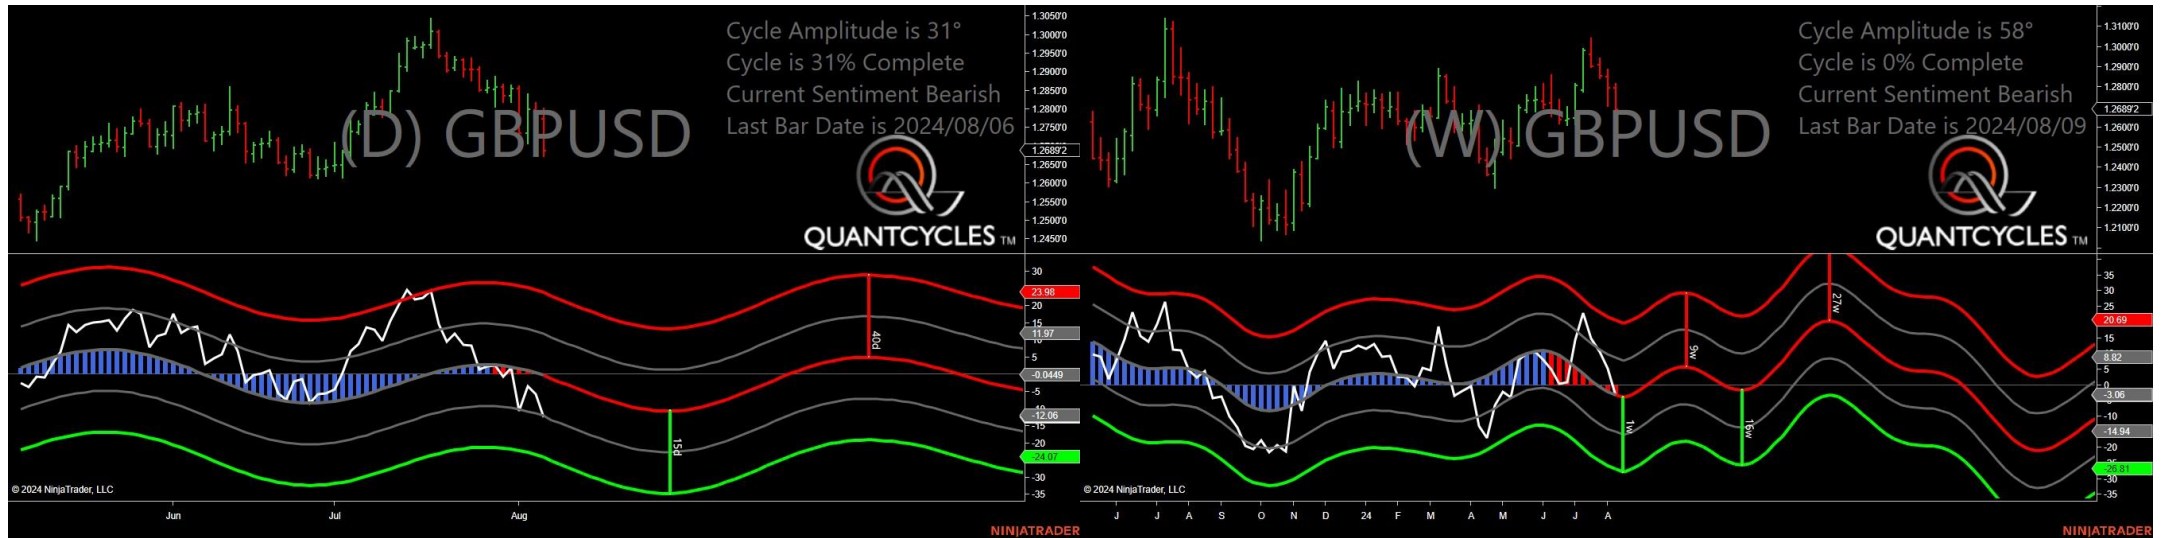 Cycle Amplitude is 31°
Cycle is 31% Complete
Current Sentiment Bearish
Last Bar Date is 2024/08/06
(D) GBPUSD
QUANTCYCLES TM
1.3050'0
1.3000'0
1.2950'0
1.2900'0
1.2850'0
1.2800'0
1.2750'0
1.2689'2
1.2650'0
1.2600'0
1.2550'0
1.2500'0
1.2450'0
30
23.98
20
15
11.97
5
-0.0449
-5
-12.06
-15
-20
-24.07
-30
-35
40d
15d
© 2024 NinjaTrader, LLC
Jun
Jul
Aug
NINJATRADER
Cycle Amplitude is 58°
Cycle is 0% Complete
Current Sentiment Bearish
Last Bar Date is 2024/08/09
(W) GBPUSD
QUANTCYCLES TM
1.3100'0
1.3000'0
1.2900'0
1.2800'0
1.2689'2
1.2600'0
1.2500'0
1.2400'0
1.2300'0
1.2200'0
1.2100'0
35
30
25
20.69
15
8.82
5
0
-3.06
-10
-14.94
-20
-26.81
-30
-35
27w
9w
1w
16w
© 2024 NinjaTrader, LLC
J J A S O N D 24 F M A M J J A
NINJATRADER